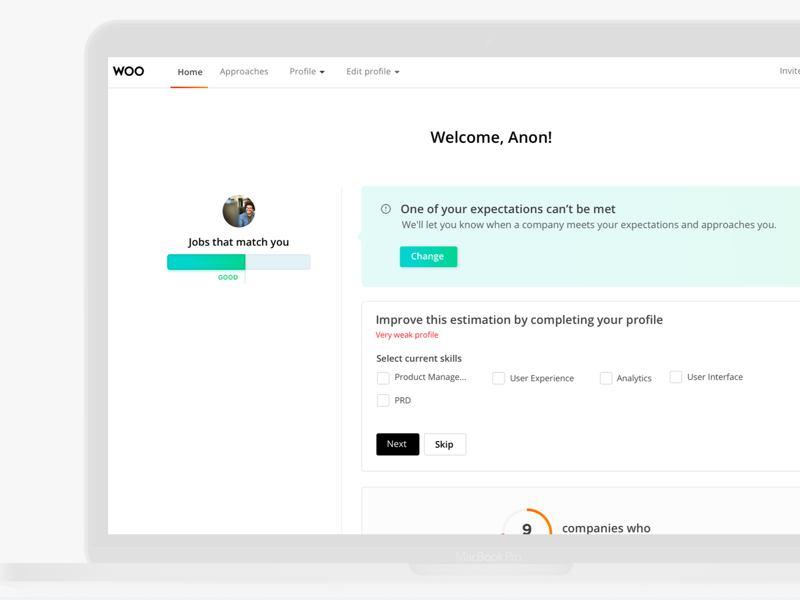 WOO
Home
Approaches
Profile
Edit profile
Invite
Welcome, Anon!
Jobs that match you
GOOD
One of your expectations can't be met
We'll let you know when a company meets your expectations and approaches you.
Change
Improve this estimation by completing your profile
Very weak profile
Select current skills
Product Manage...
User Experience
Analytics
User Interface
PRD
Next
Skip
9
companies who
MacBook Pro